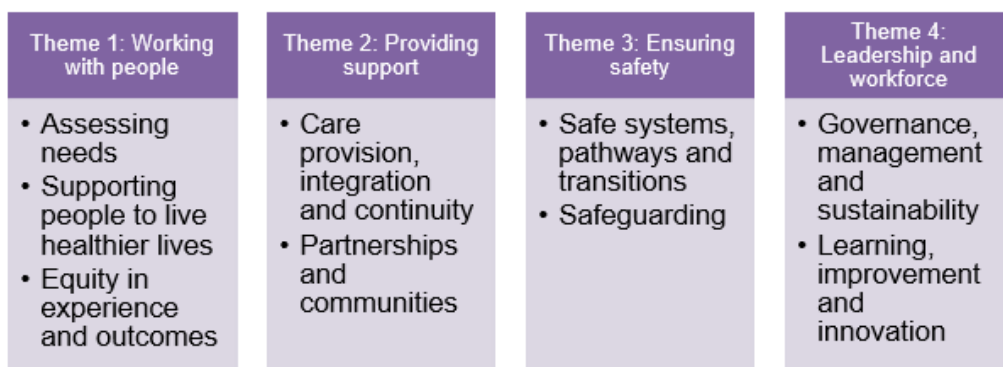 Theme 1: Working
with people
• Assessing
needs
• Supporting
people to live
healthier lives
• Equity in
experience
and outcomes
Theme 2: Providing
support
• Care
provision,
integration
and continuity
• Partnerships
and
communities
Theme 3: Ensuring
safety
• Safe systems,
pathways and
transitions
• Safeguarding
Theme 4:
Leadership and
workforce
• Governance,
management
and
sustainability
• Learning,
improvement
and
innovation